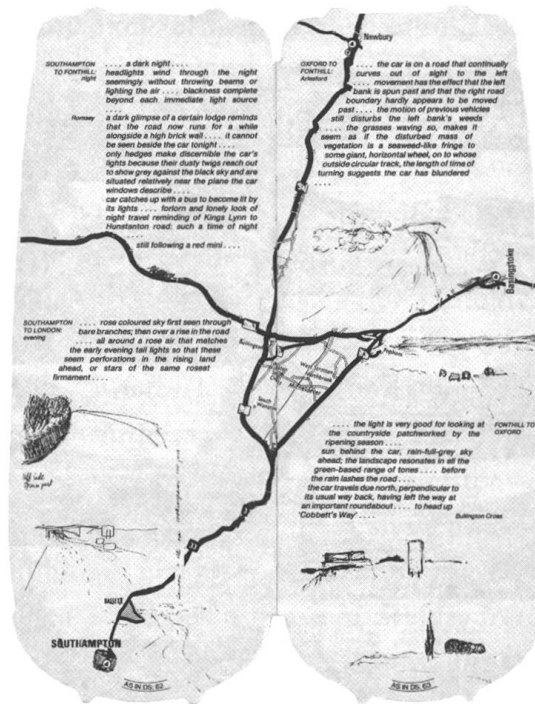 Newbury
SOUTHAMPTON
TO FONTHILL:
night
. . . . a dark night . . . .
headlights wind through the night
seemingly without throwing beams or
lighting the air . . . . blackness complete
beyond each immediate light source
. . . .
Romsey
a dark glimpse of a certain lodge reminds
that the road now runs for a while
alongside a high brick wall . . . . it cannot
be seen beside the car tonight . . . .
only hedges make discernible the car's
lights because their dusty twigs reach out
to show grey against the black sky and are
situated relatively near the plane the car
windows describe . . . .
car catches up with a bus to become lit by
its lights . . . . forlorn and lonely look of
night travel reminding of Kings Lynn to
Hunstanton road: such a time of night
. . . .
still following a red mini . . . .
OXFORD TO
FONTHILL:
Arlesford
. . . . the car is on a road that continually
curves out of sight to the left
. . . . movement has the effect that the left
bank is spun past and that the right road
boundary hardly appears to be moved
past . . . . the motion of previous vehicles
still disturbs the left bank's weeds
. . . . the grasses waving so, makes it
seem as if the disturbed mass of
vegetation is a seaweed-like fringe to
some giant, horizontal wheel, on to whose
outside circular track, the length of time of
turning suggests the car has blundered
. . . .
Basingstoke
SOUTHAMPTON
TO LONDON:
evening
. . . . rose coloured sky first seen through
bare branches; then over a rise in the road
. . . . all around a rose air that matches
the early evening tail lights so that these
seem perforations in the rising land
ahead, or stars of the same roseat
firmament . . . .
Popham
South
FONTHILL TO
OXFORD
. . . . the light is very good for looking at
the countryside patchworked by the
ripening season . . . .
sun behind the car, rain-full-grey sky
ahead; the landscape resonates in all the
green-based range of tones . . . . before
the rain lashes the road . . . .
the car travels due north, perpendicular to
its usual way back, having left the way at
an important roundabout . . . . to head up
'Cobbett's Way' . . . .
Bullington Cross
BASSETT
SOUTHAMPTON
AS IN DS. 62
AS IN DS. 63